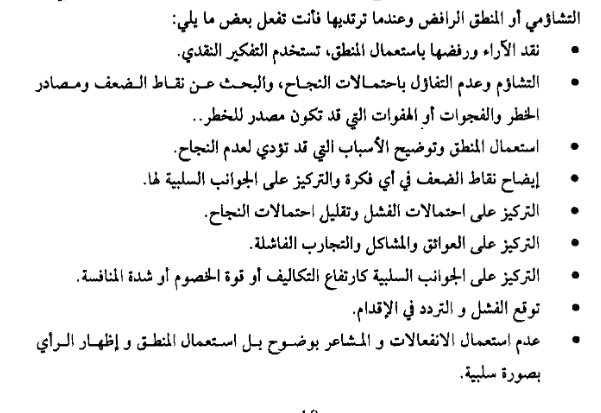 التشاؤمي أو المنطق الرافض وعندما ترتديها فأنت تفعل بعض ما يلي:
• نقد الآراء ورفضها باستعمال المنطق، تستخدم التفكير النقدي.
• التشاؤم وعدم التفاؤل باحتمالات النجاح، والبحث عن نقاط الضعف ومصادر
الخطر والفجوات أو الهفوات التي قد تكون مصدر للخطر..
• استعمال المنطق وتوضيح الأسباب التي قد تؤدي لعدم النجاح.
• إيضاح نقاط الضعف في أي فكرة والتركيز على الجوانب السلبية لها.
• التركيز على احتمالات الفشل وتقليل احتمالات النجاح.
• التركيز على العوائق والمشاكل والتجارب الفاشلة.
• التركيز على الجوانب السلبية كارتفاع التكاليف أو قوة الخصوم أو شدة المنافسة.
• توقع الفشل و التردد في الإقدام.
• عدم استعمال الانفعالات و المشاعر بوضوح بل استعمال المنطق و إظهار الرأي
بصورة سلبية.